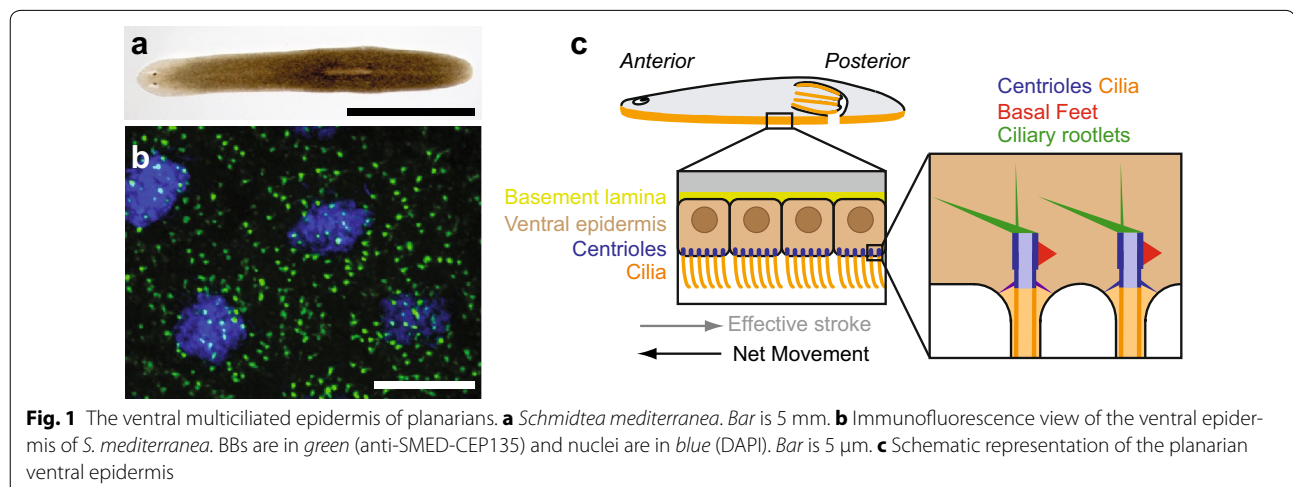 a
b
c
Anterior
Posterior
Centrioles Cilia
Basal Feet
Ciliary rootlets
Basement lamina
Ventral epidermis
Centrioles
Cilia
Effective stroke
Net Movement
Fig. 1 The ventral multiciliated epidermis of planarians. a Schmidtea mediterranea. Bar is 5 mm. b Immunofluorescence view of the ventral epider-
mis of S. mediterranea. BBs are in green (anti-SMED-CEP135) and nuclei are in blue (DAPI). Bar is 5 µm. c Schematic representation of the planarian
ventral epidermis